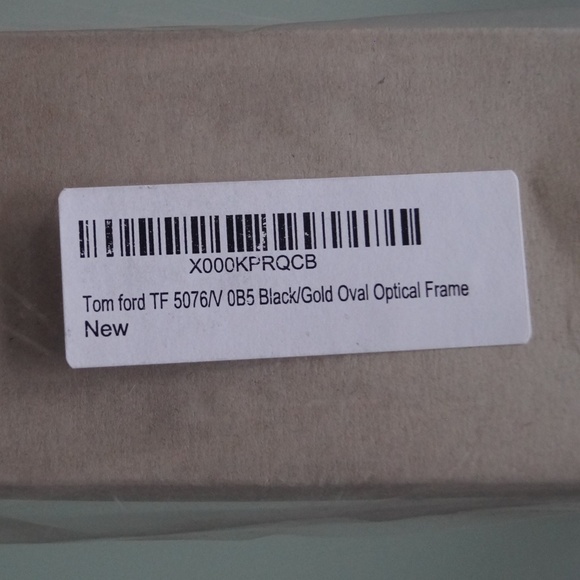 X000KPRQCB
Tom ford TF 5076/V 0B5 Black/Gold Oval Optical Frame
New